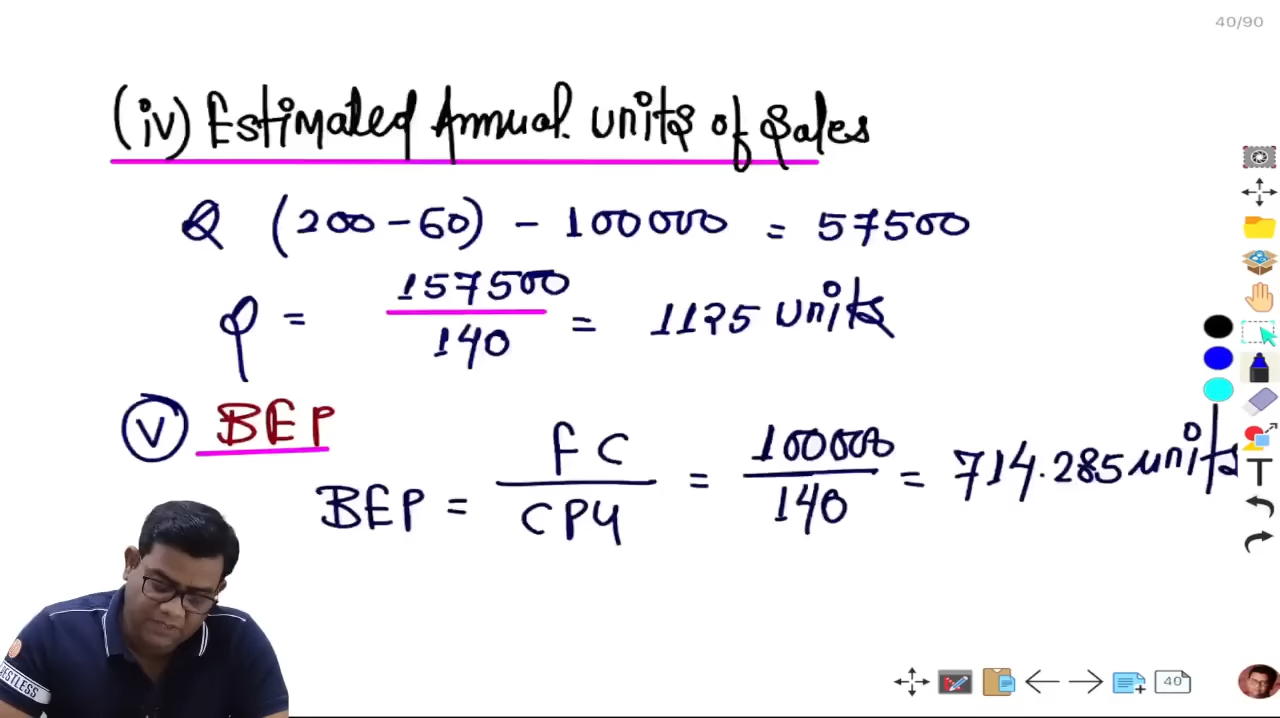 40/90
(iv) Estimated Annual units of Sales
Q (200-60) - 100000 = 57500
Q = 157500/140 = 1125 units
(v) BEP
BEP = FC/CPU = 100000/140 = 714.285 units
ESTLESS
T
40